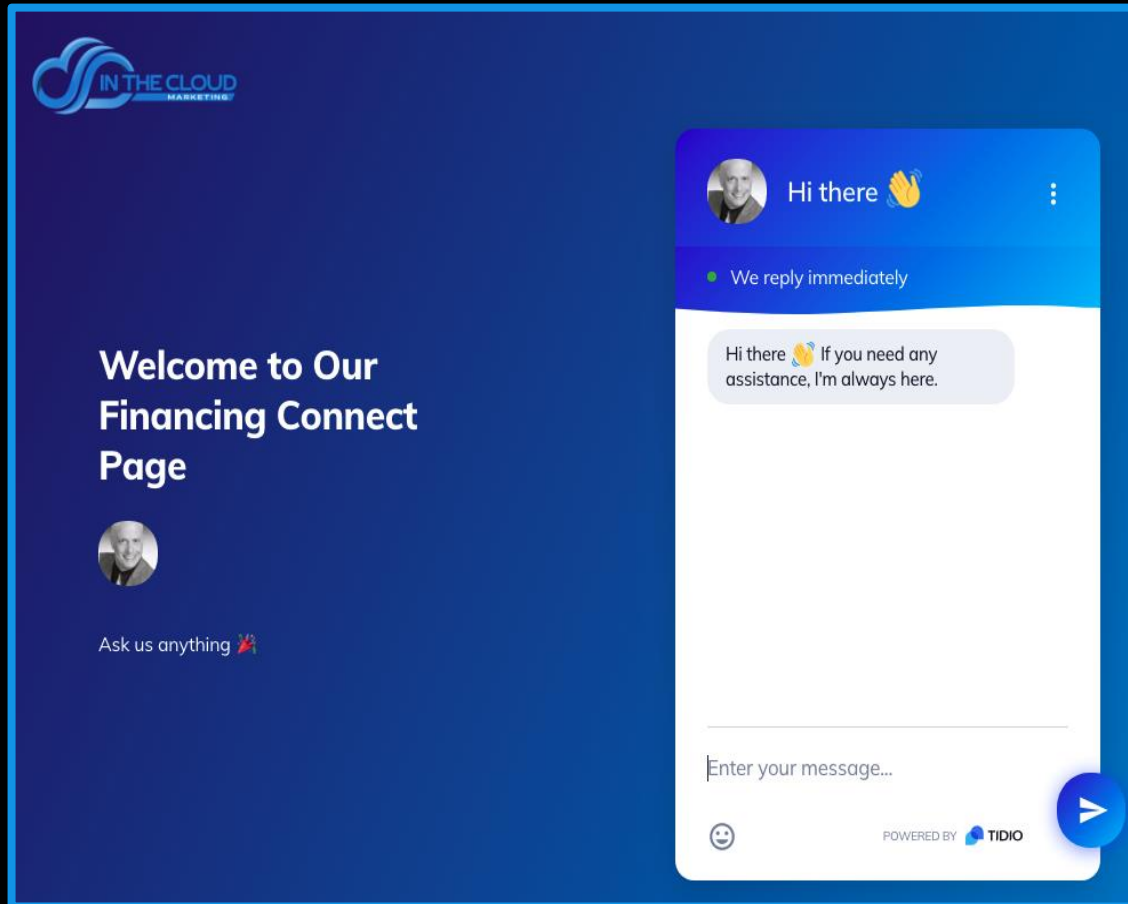 IN THE CLOUD
MARKETING
Welcome to Our
Financing Connect
Page
Ask us anything 🎉
Hi there 👋
We reply immediately
Hi there 👋 If you need any
assistance, I'm always here.
Enter your message...
POWERED BY TIDIO